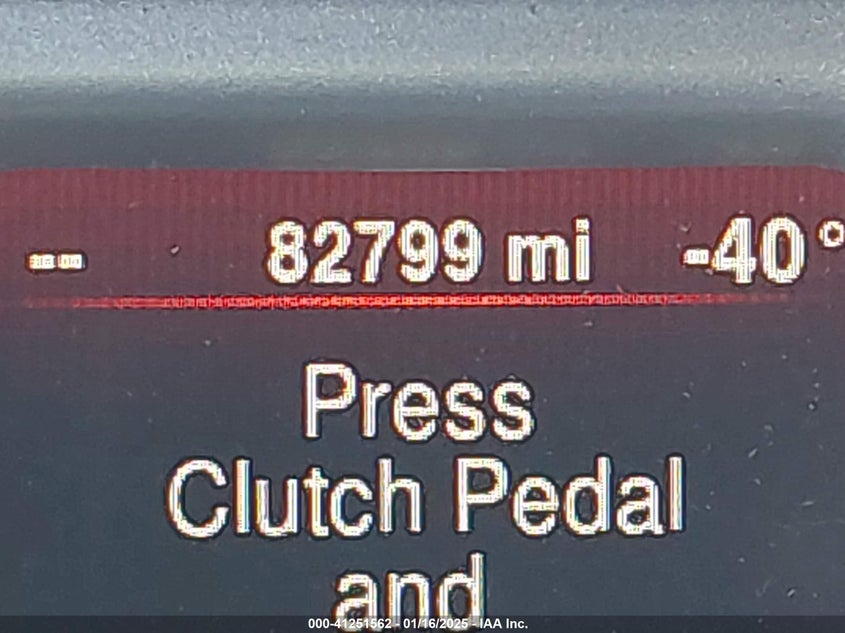 -- 82799 mi -40°
Press
Clutch Pedal
and
000-41251562 - 01/16/2025 - IAA Inc.